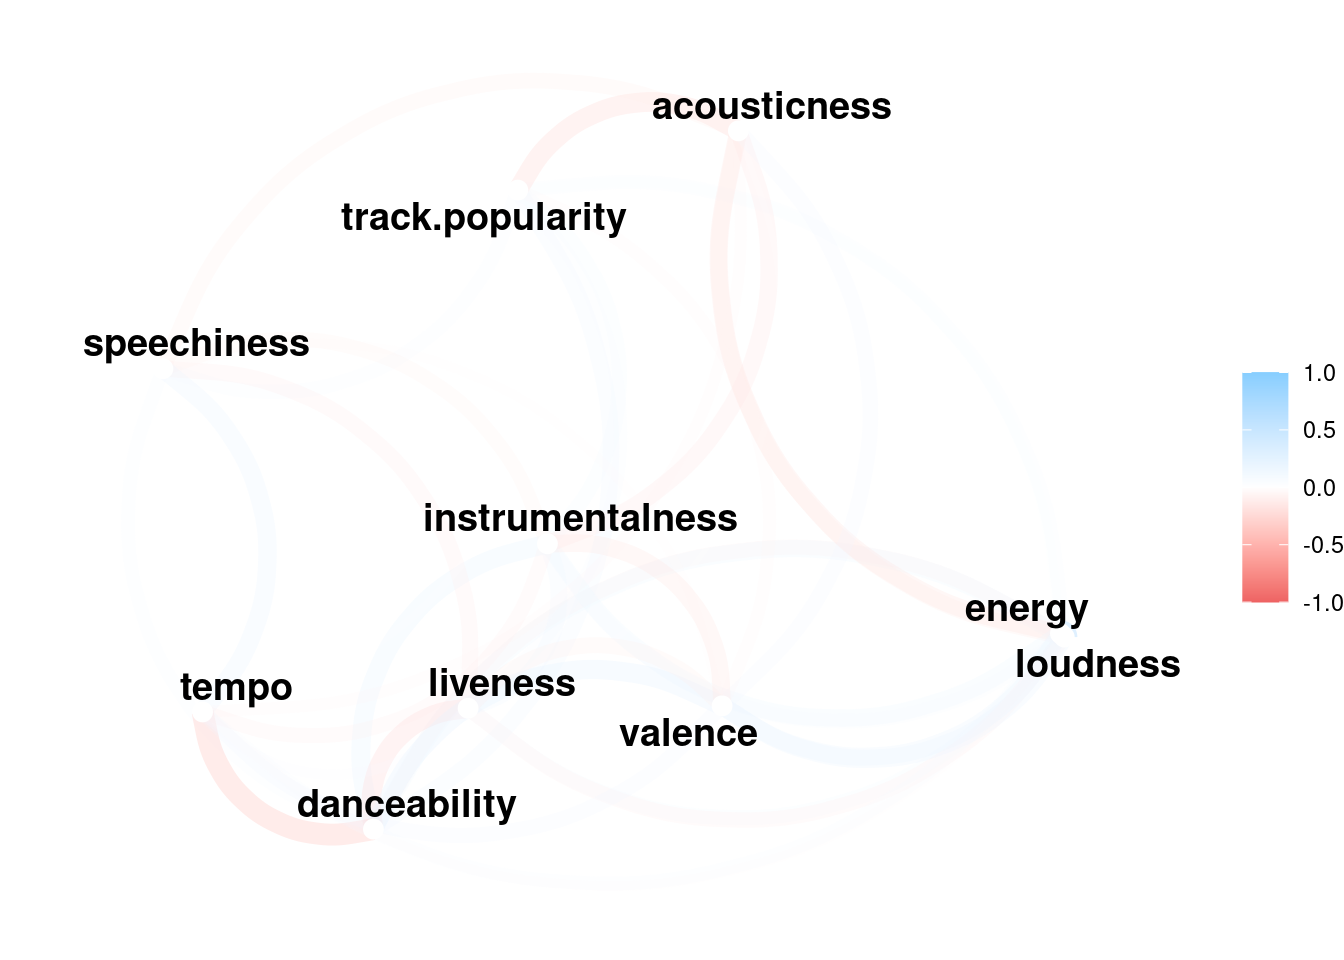 acousticness
track.popularity
speechiness
instrumentalness
energy
loudness
tempo
liveness
valence
danceability
1.0
0.5
0.0
-0.5
-1.0